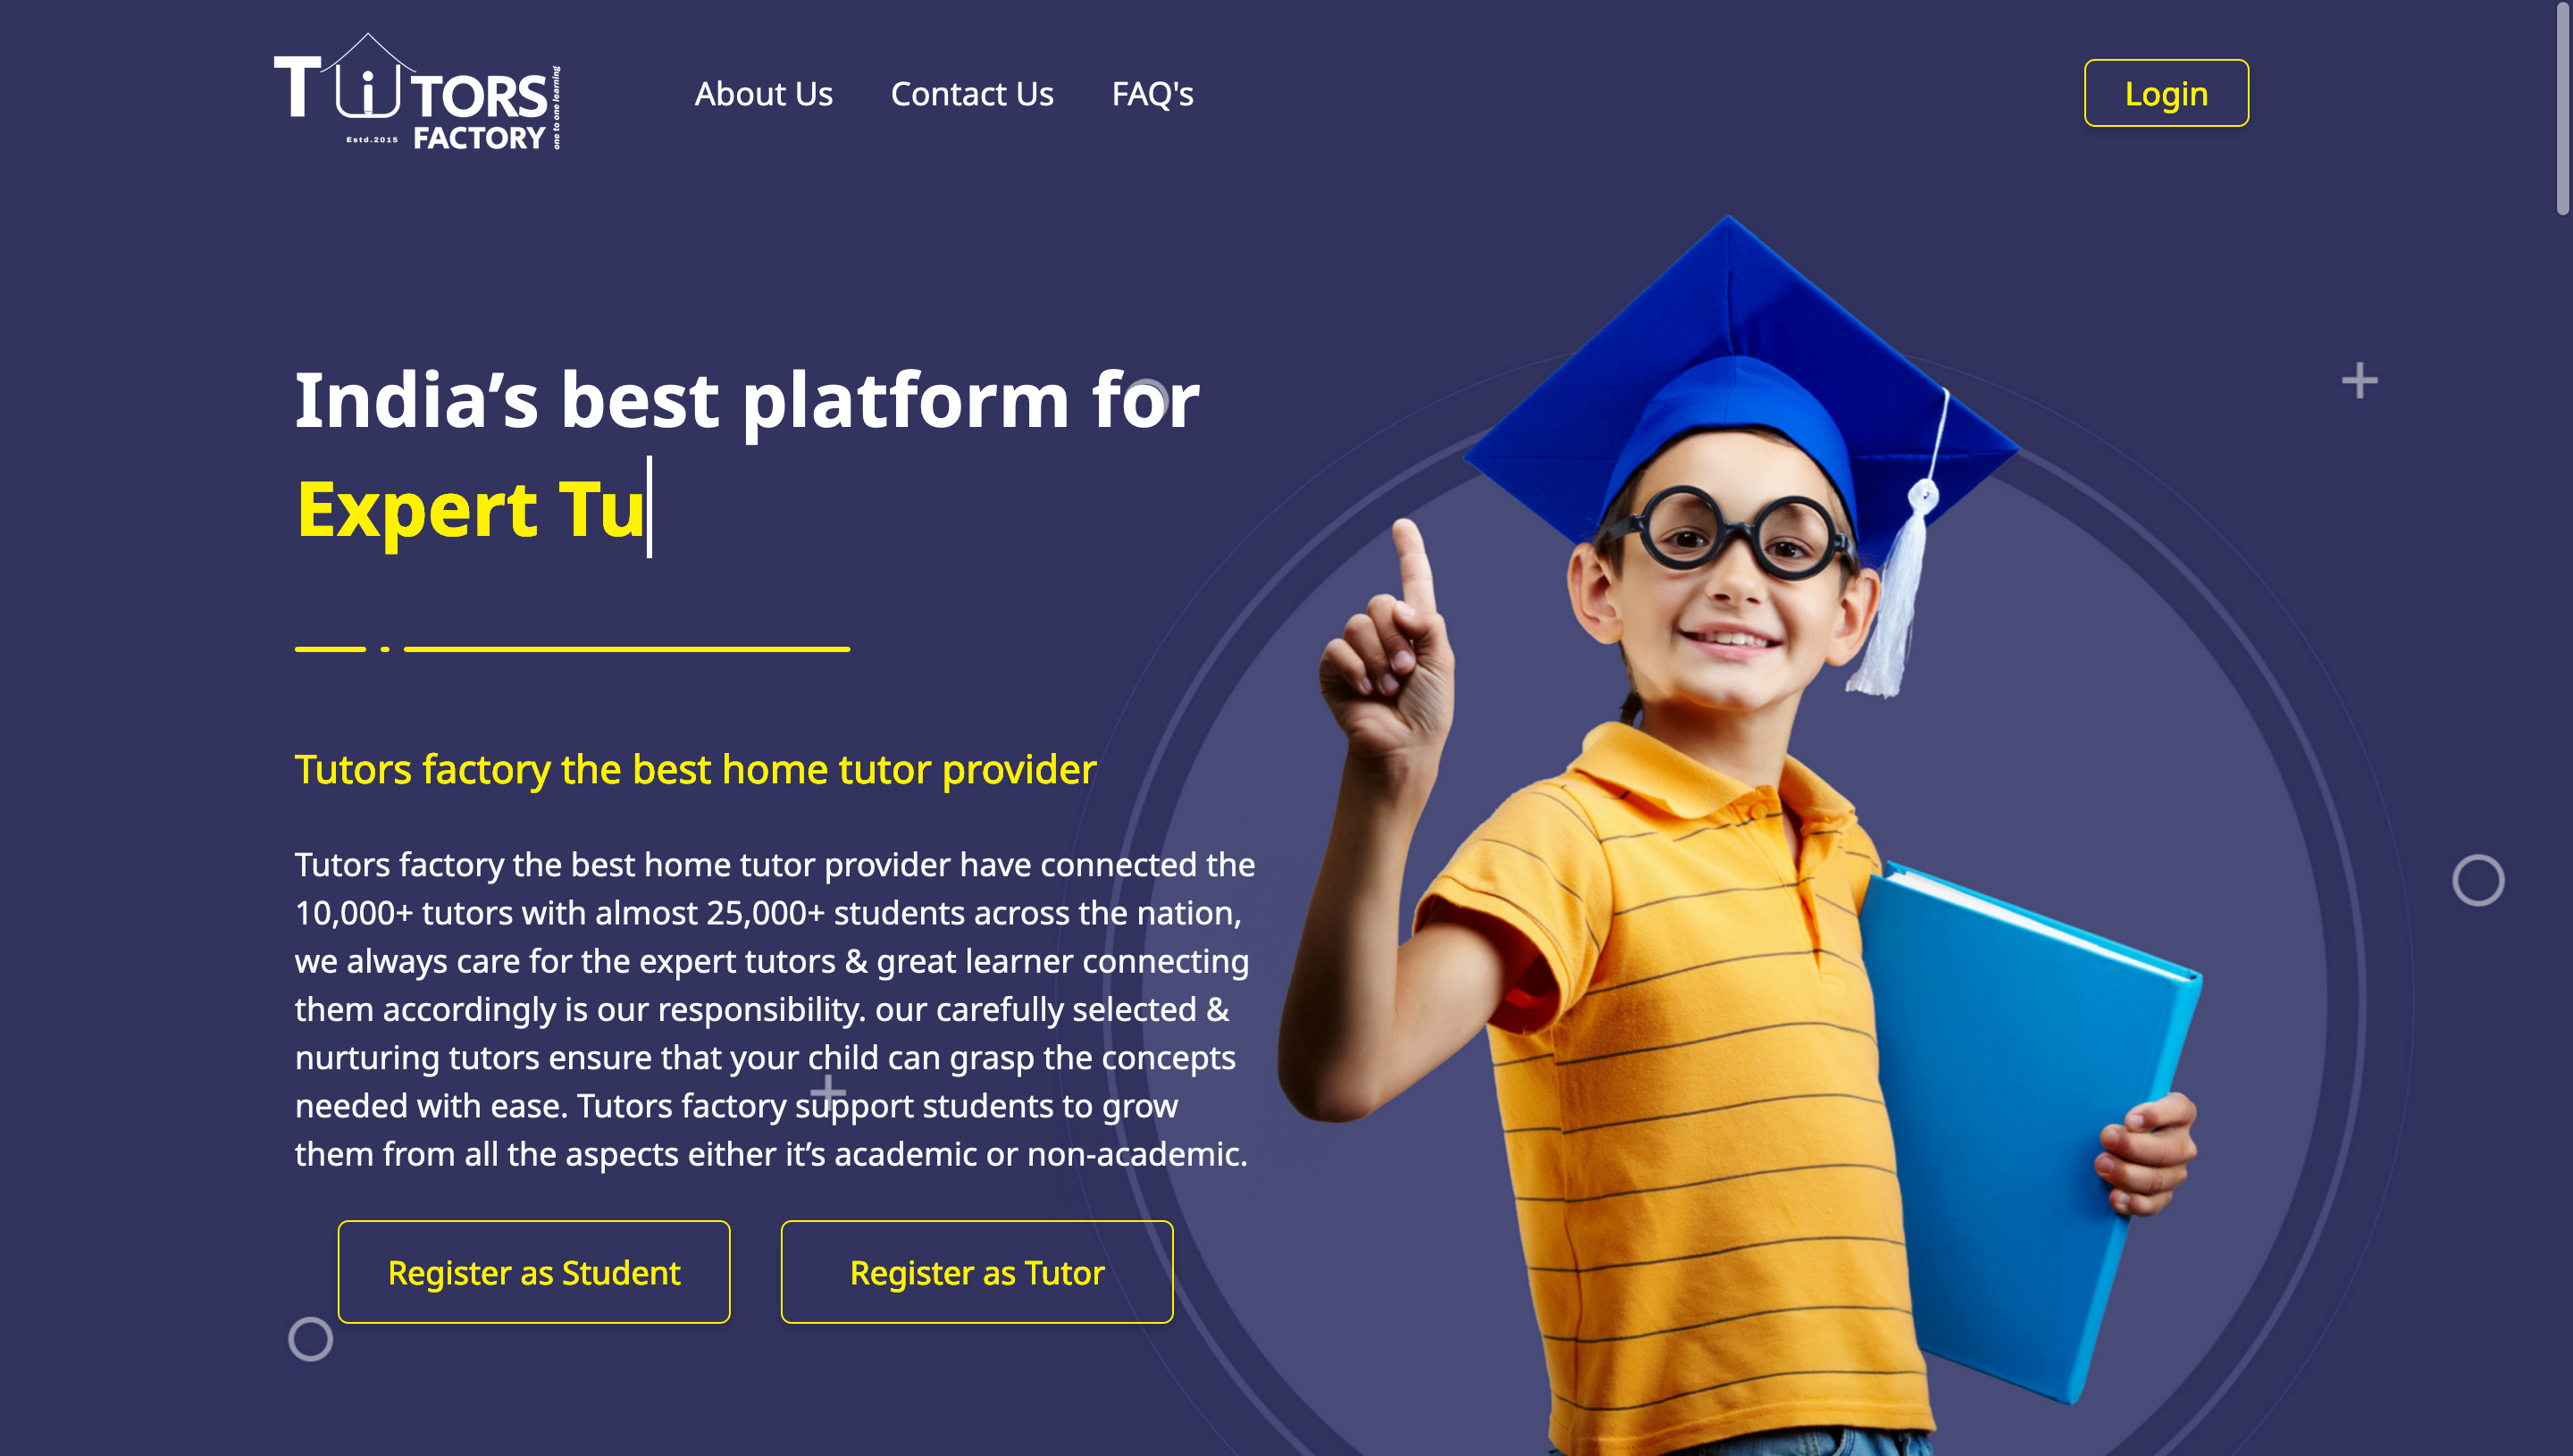 TUiTORS
FACTORY
Estd.2015
one to one learning
About Us
Contact Us
FAQ's
Login
India’s best platform for
Expert Tu
Tutors factory the best home tutor provider
Tutors factory the best home tutor provider have connected the
10,000+ tutors with almost 25,000+ students across the nation,
we always care for the expert tutors & great learner connecting
them accordingly is our responsibility. our carefully selected &
nurturing tutors ensure that your child can grasp the concepts
needed with ease. Tutors factory support students to grow
them from all the aspects either it’s academic or non-academic.
Register as Student
Register as Tutor